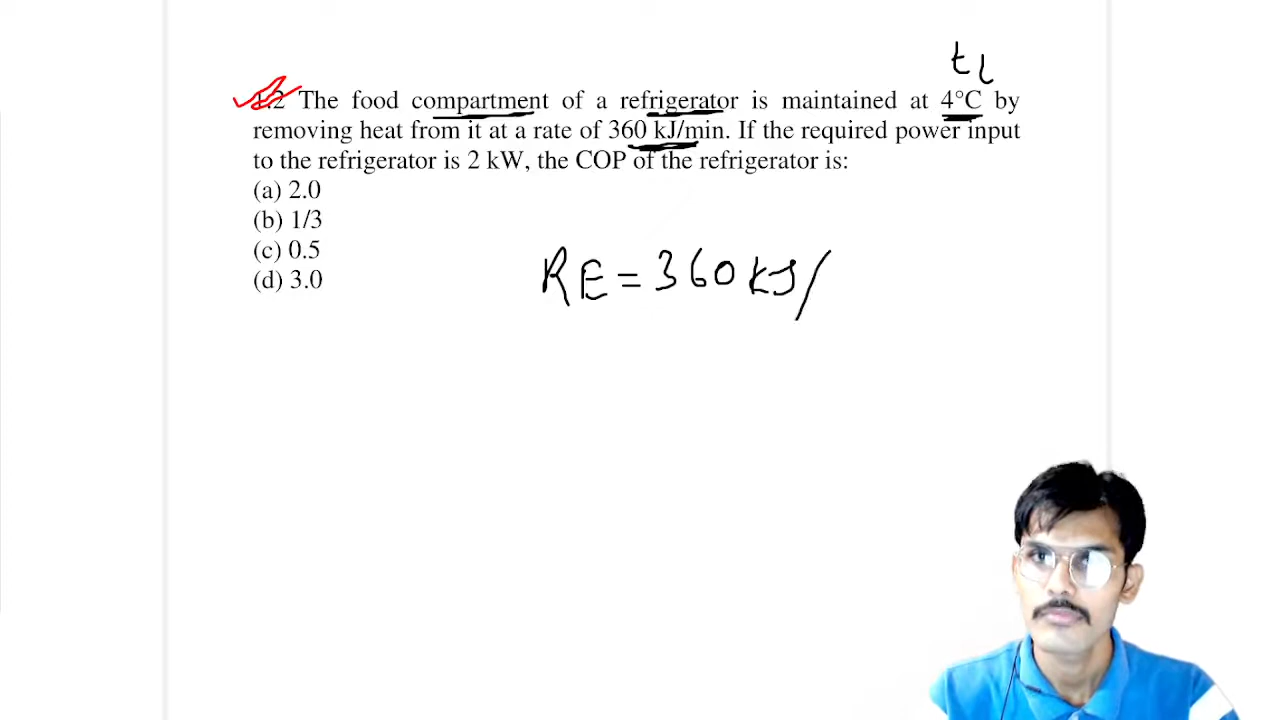 t_L
1.2 The food compartment of a refrigerator is maintained at 4°C by
removing heat from it at a rate of 360 kJ/min. If the required power input
to the refrigerator is 2 kW, the COP of the refrigerator is:
(a) 2.0
(b) 1/3
(c) 0.5
(d) 3.0
RE = 360 kJ/